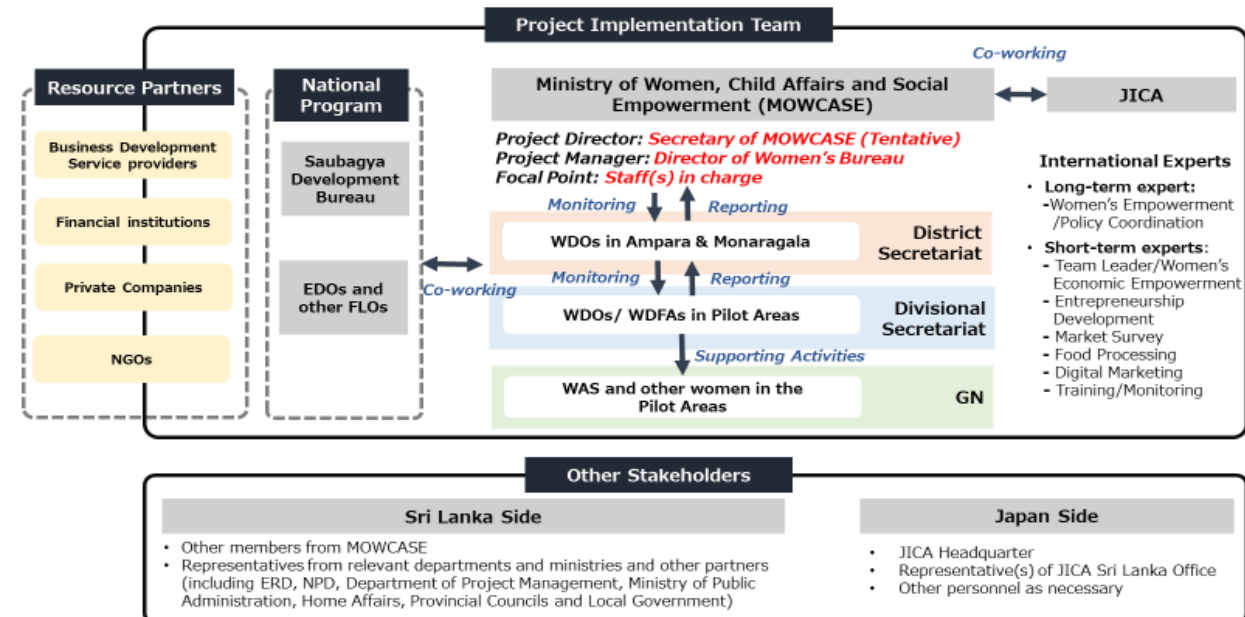 Project Implementation Team
Resource Partners
Business Development
Service providers
Financial institutions
Private Companies
NGOs
National
Program
Saubagya
Development
Bureau
EDOs and
other FLOs
Co-working
Ministry of Women, Child Affairs and Social
Empowerment (MOWCASE)
Project Director: Secretary of MOWCASE (Tentative)
Project Manager: Director of Women's Bureau
Focal Point: Staff(s) in charge
Monitoring
Reporting
WDOs in Ampara & Monaragala
District
Secretariat
Monitoring
Reporting
WDOs/ WDFAs in Pilot Areas
Divisional
Secretariat
Supporting Activities
WAS and other women in the
Pilot Areas
GN
Co-working
JICA
International Experts
• Long-term expert:
-Women's Empowerment
/Policy Coordination
• Short-term experts:
- Team Leader/Women's
Economic Empowerment
- Entrepreneurship
Development
- Market Survey
- Food Processing
- Digital Marketing
- Training/Monitoring
Other Stakeholders
Sri Lanka Side
• Other members from MOWCASE
• Representatives from relevant departments and ministries and other partners
(including ERD, NPD, Department of Project Management, Ministry of Public
Administration, Home Affairs, Provincial Councils and Local Government)
Japan Side
• JICA Headquarter
• Representative(s) of JICA Sri Lanka Office
• Other personnel as necessary